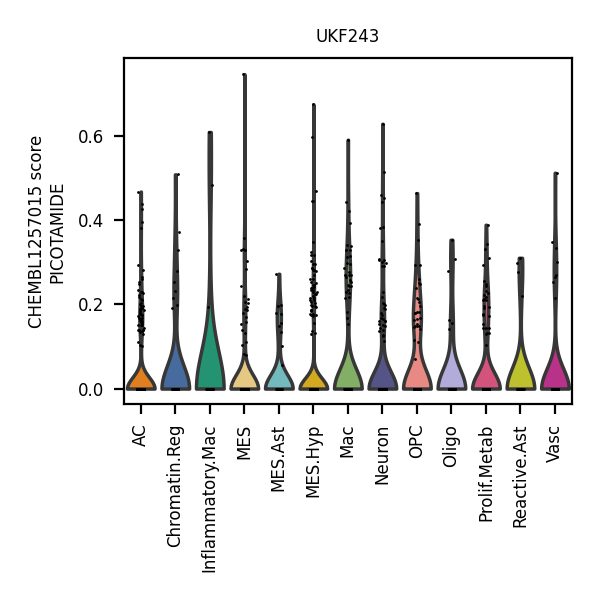 UKF243
CHEMBL1257015 score
PICOTAMIDE
0.6
0.4
0.2
0.0
AC
Chromatin.Reg
Inflammatory.Mac
MES
MES.Ast
MES.Hyp
Mac
Neuron
OPC
Oligo
Prolif.Metab
Reactive.Ast
Vasc